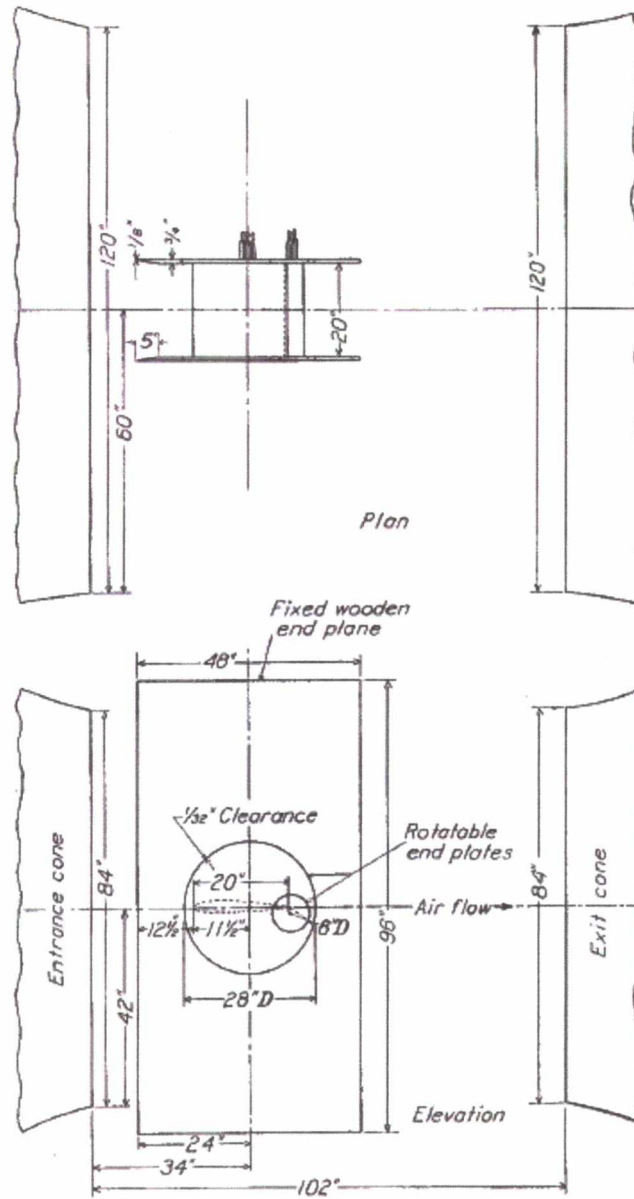 120"
1/8"
3/4"
120"
20"
5"
60"
Plan
Fixed wooden
end plane
48"
1/32" Clearance
Rotatable
end plates
Entrance cone
84"
20"
Air flow
84"
Exit cone
12½"
11½"
8"D
96"
42"
28"D
Elevation
24"
34"
102"